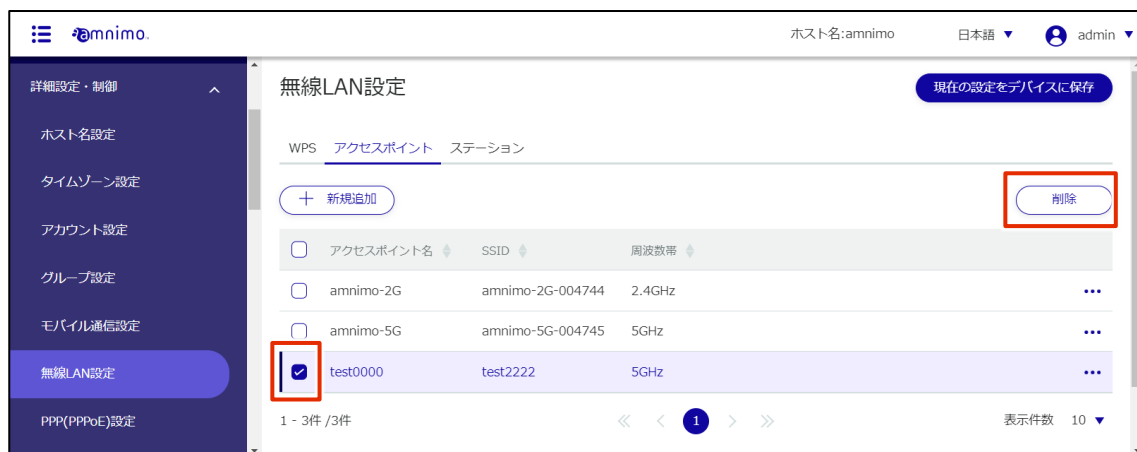 amnimo.
ホスト名:amnimo
日本語 ▼
admin ▼
詳細設定・制御
ホスト名設定
タイムゾーン設定
アカウント設定
グループ設定
モバイル通信設定
無線LAN設定
PPP(PPPoE)設定
無線LAN設定
現在の設定をデバイスに保存
WPS アクセスポイント ステーション
＋ 新規追加
削除
アクセスポイント名 SSID 周波数帯
amnimo-2G amnimo-2G-004744 2.4GHz
amnimo-5G amnimo-5G-004745 5GHz
test0000 test2222 5GHz
1 - 3件 /3件
1
表示件数 10 ▼